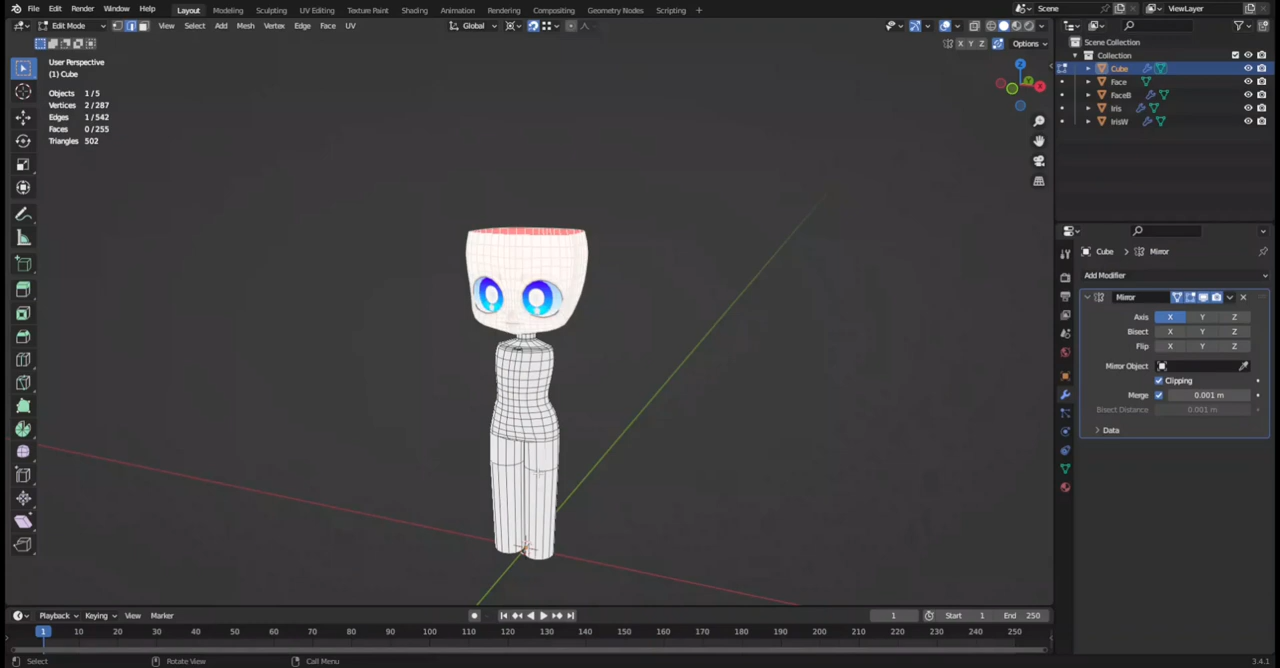 File Edit Render Window Help Layout Modeling Sculpting UV Editing Texture Paint Shading Animation Rendering Compositing Geometry Nodes Scripting + Scene ViewLayer
Edit Mode View Select Add Mesh Vertex Edge Face UV Global
X Y Z Options
User Perspective
(1) Cube
Objects 1/5
Vertices 2/287
Edges 1/542
Faces 0/255
Triangles 502
Z
Y
X
Scene Collection
Collection
Cube
Face
FaceB
Iris
IrisW
Cube > Mirror
Add Modifier
Mirror
Axis X Y Z
Bisect X Y Z
Flip X Y Z
Mirror Object
Clipping
Merge 0.001 m
Bisect Distance 0.001 m
Data
Playback Keying View Marker 1 Start 1 End 250
1 10 20 30 40 50 60 70 80 90 100 110 120 130 140 150 160 170 180 190 200 210 220 230 240 250
Select Rotate View Call Menu 3.4.1